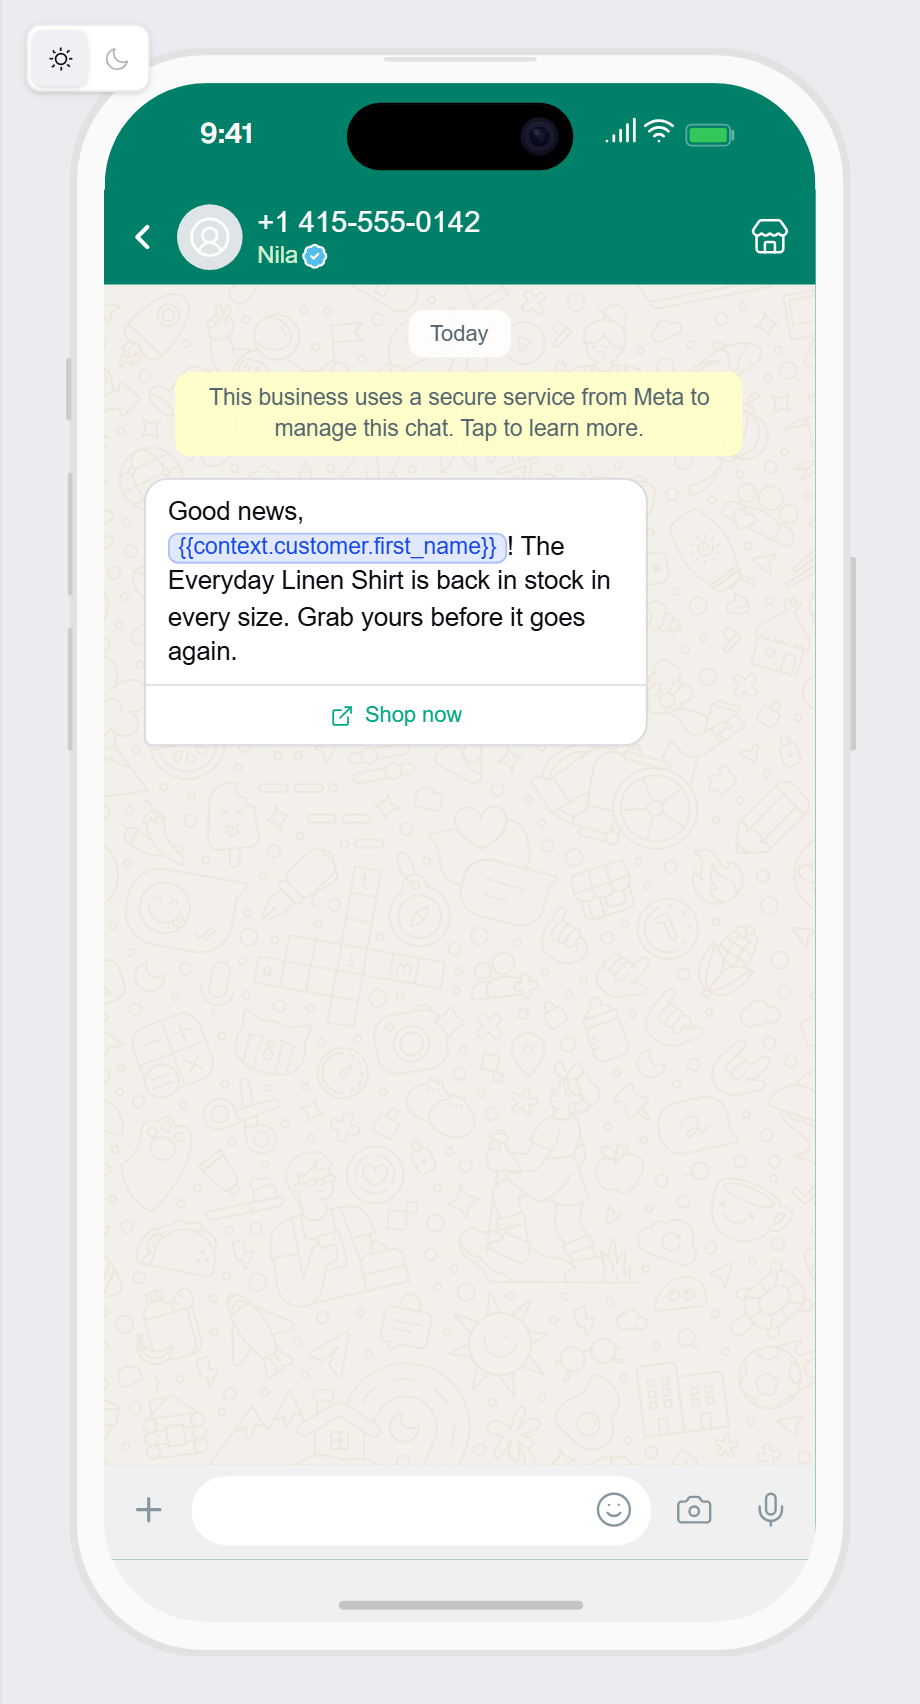 9:41
+1 415-555-0142
Nila
Today
This business uses a secure service from Meta to
manage this chat. Tap to learn more.
Good news,
{{context.customer.first_name}}! The
Everyday Linen Shirt is back in stock in
every size. Grab yours before it goes
again.
Shop now